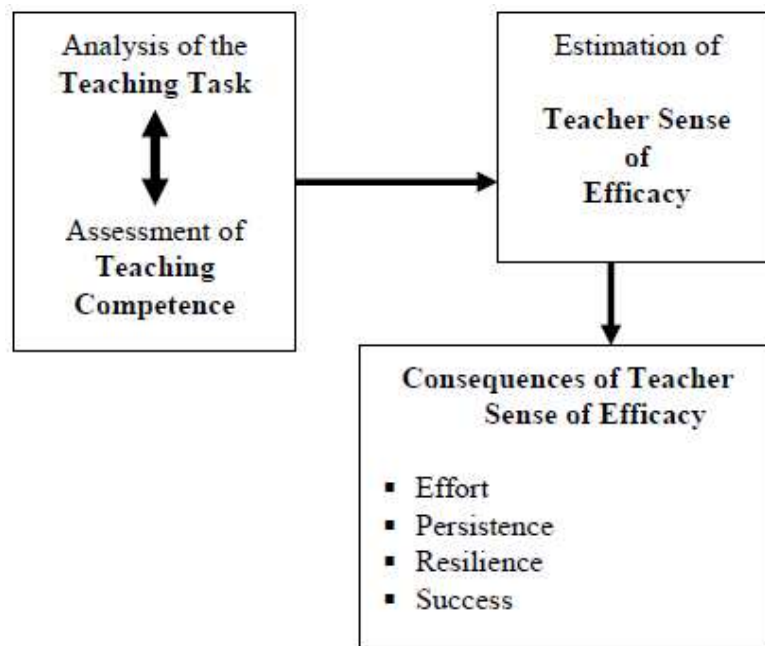 Analysis of the
Teaching Task
Assessment of
Teaching
Competence
Estimation of
Teacher Sense
of
Efficacy
Consequences of Teacher
Sense of Efficacy
▪ Effort
▪ Persistence
▪ Resilience
▪ Success